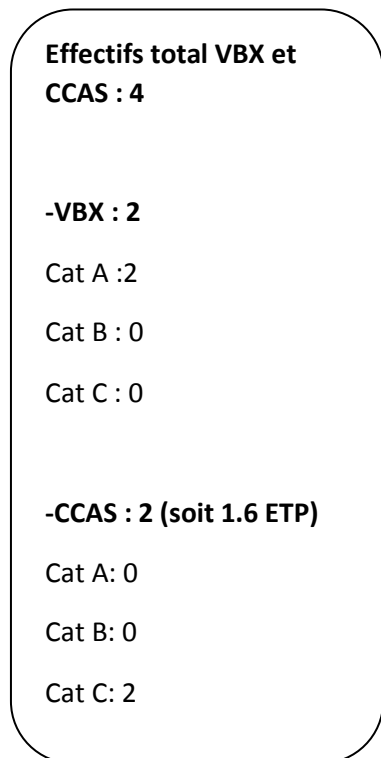 Effectifs total VBX et
CCAS : 4
-VBX : 2
Cat A :2
Cat B : 0
Cat C : 0
-CCAS : 2 (soit 1.6 ETP)
Cat A: 0
Cat B: 0
Cat C: 2